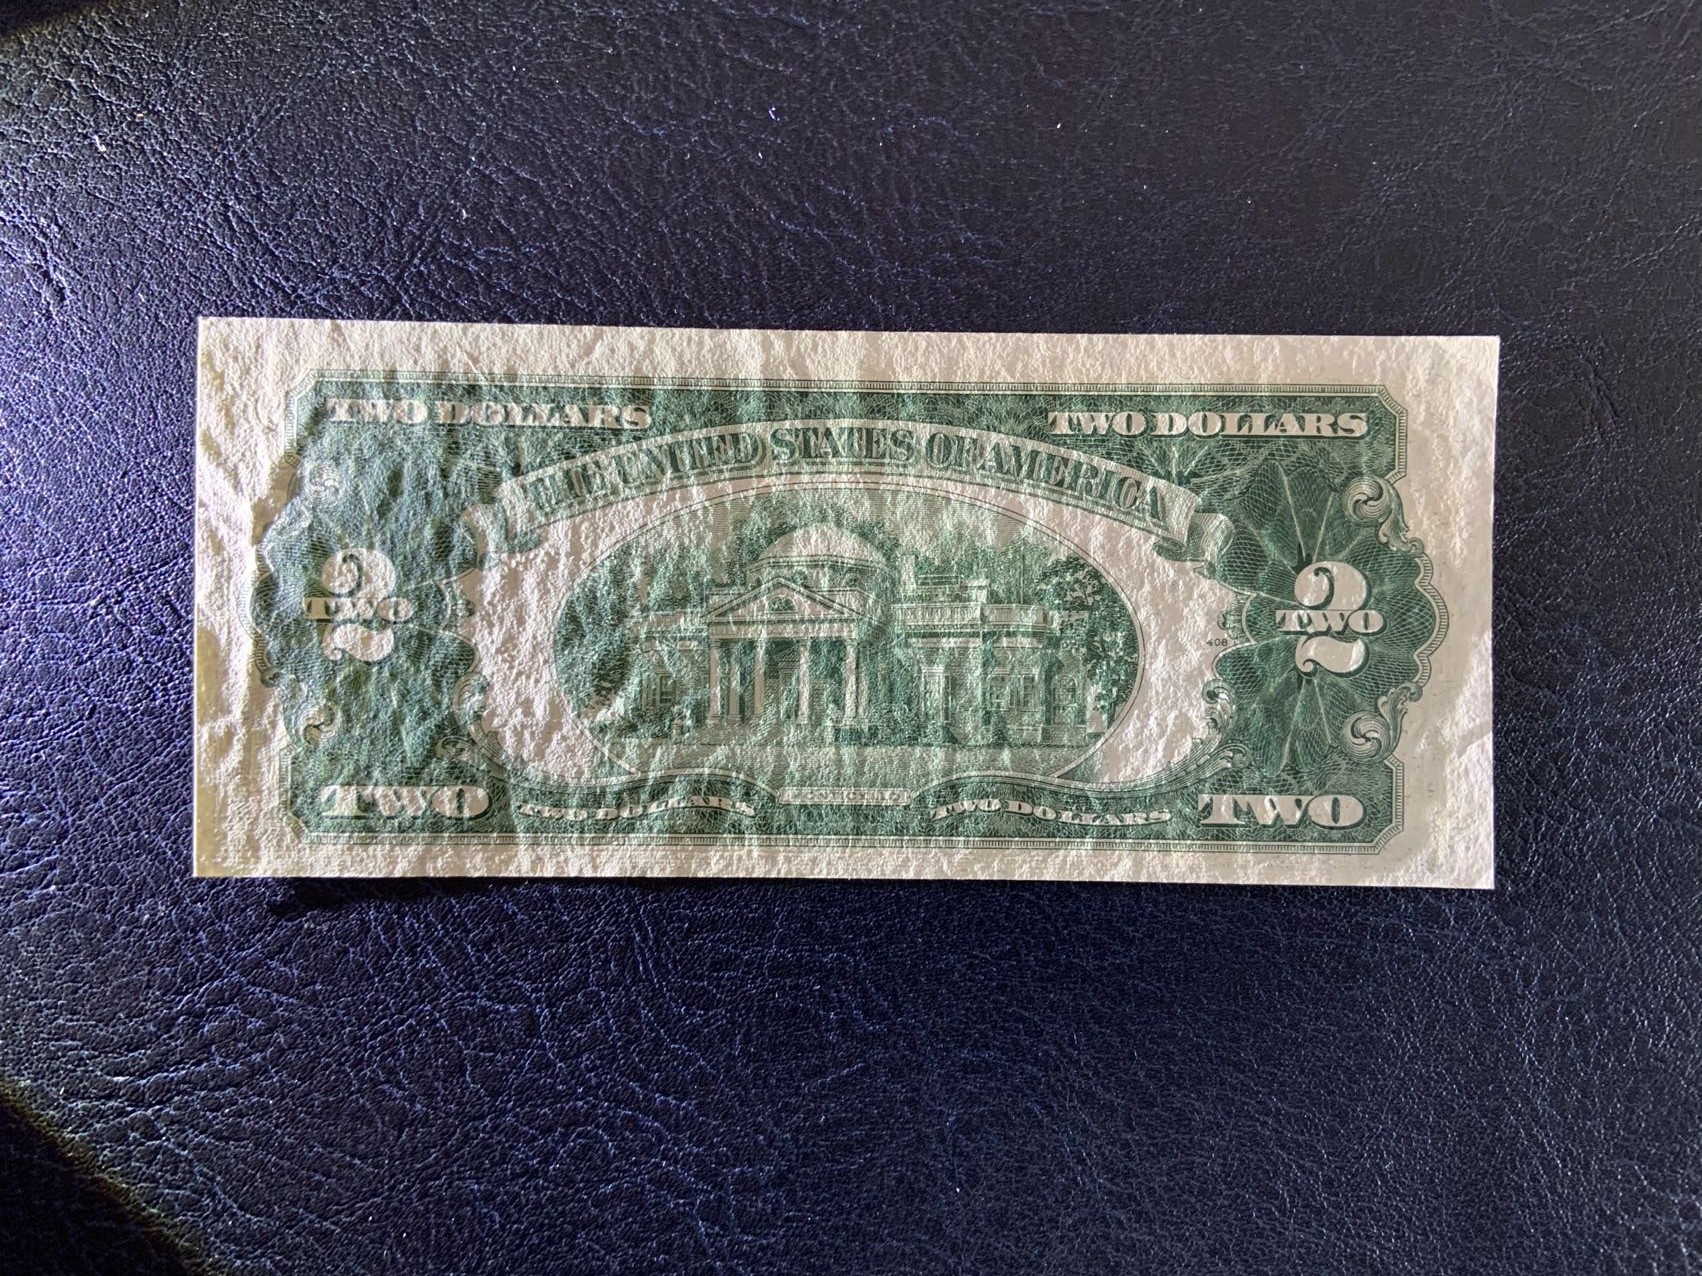 TWO DOLLARS TWO DOLLARS
THE UNITED STATES OF AMERICA
2 2
TWO TWO
408
MONTICELLO
TWO TWO DOLLARS TWO DOLLARS TWO